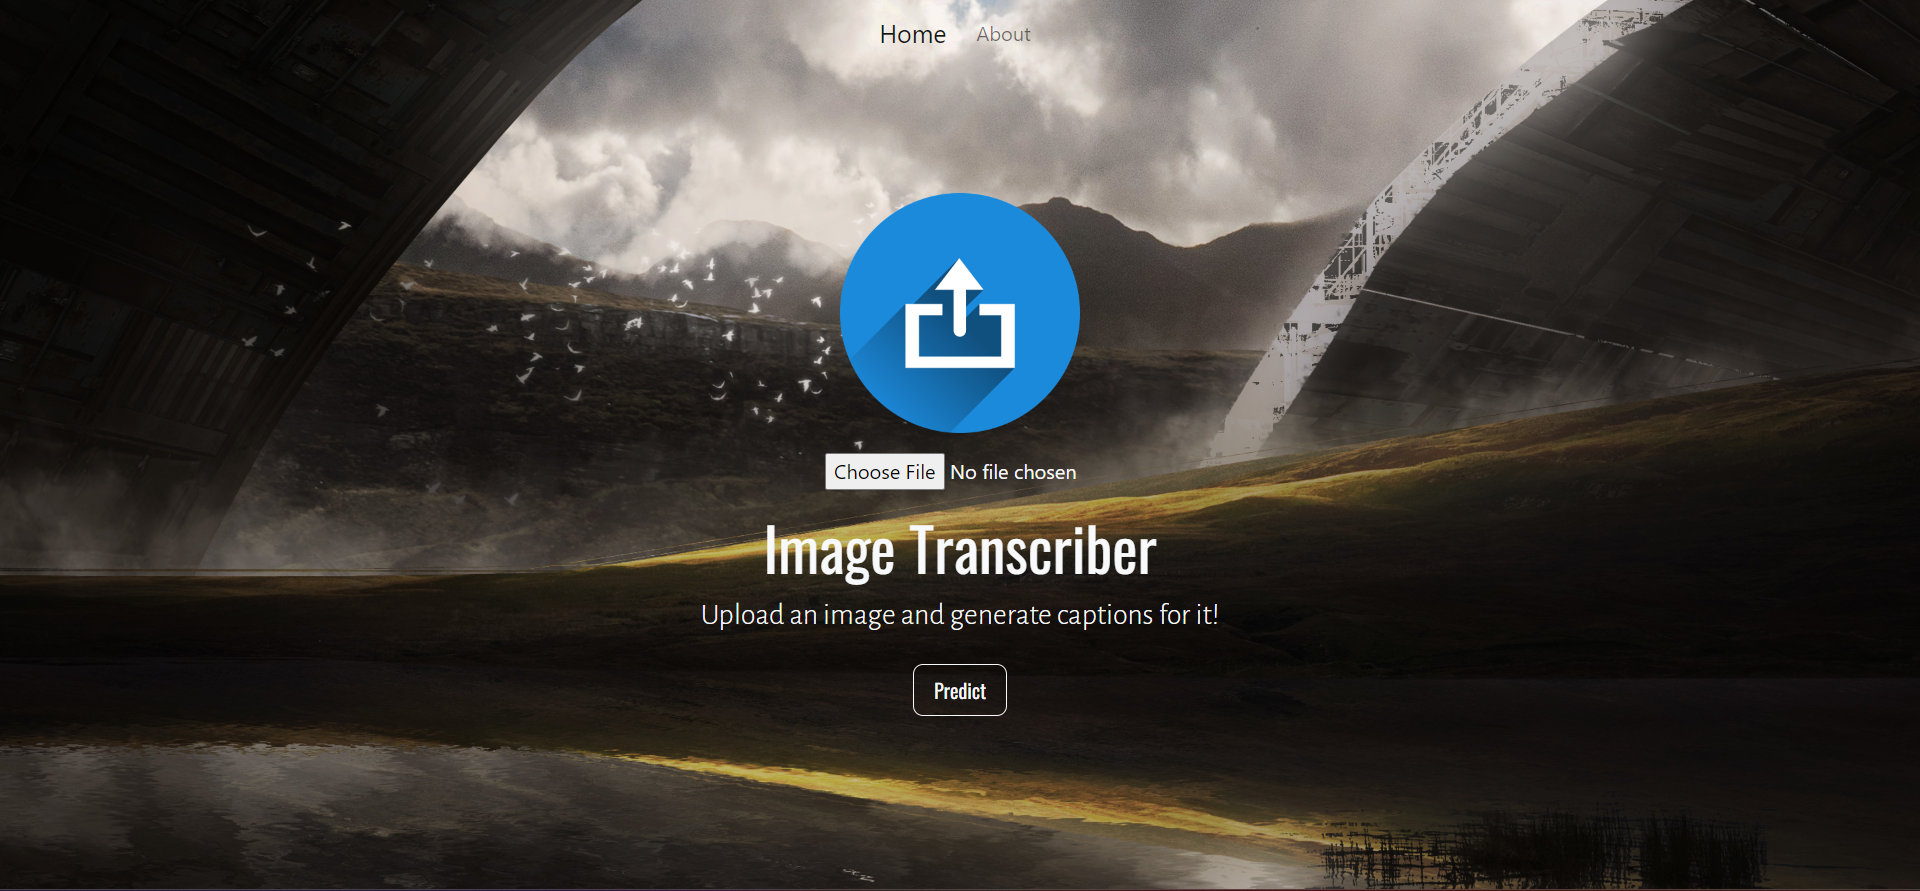 Home About
Choose File No file chosen
Image Transcriber
Upload an image and generate captions for it!
Predict